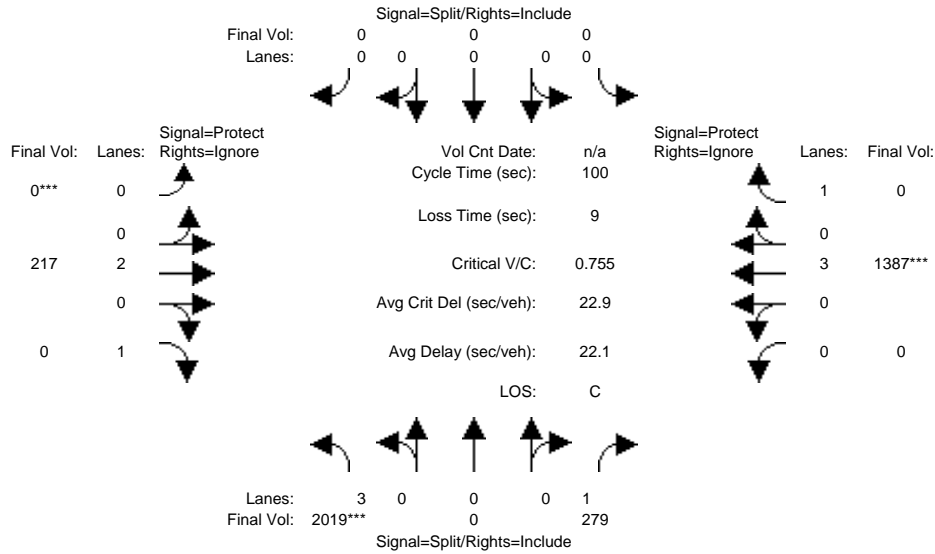 Signal=Split/Rights=Include
Final Vol: 0 0 0
Lanes: 0 0 0 0 0
Signal=Protect Signal=Protect
Final Vol: Lanes: Rights=Ignore Vol Cnt Date: n/a Rights=Ignore Lanes: Final Vol:
Cycle Time (sec): 100
0*** 0 1 0
Loss Time (sec): 9
0 0
217 2 Critical V/C: 0.755 3 1387***
0 Avg Crit Del (sec/veh): 22.9 0
0 1 Avg Delay (sec/veh): 22.1 0 0
LOS: C
Lanes: 3 0 0 0 1
Final Vol: 2019*** 0 279
Signal=Split/Rights=Include